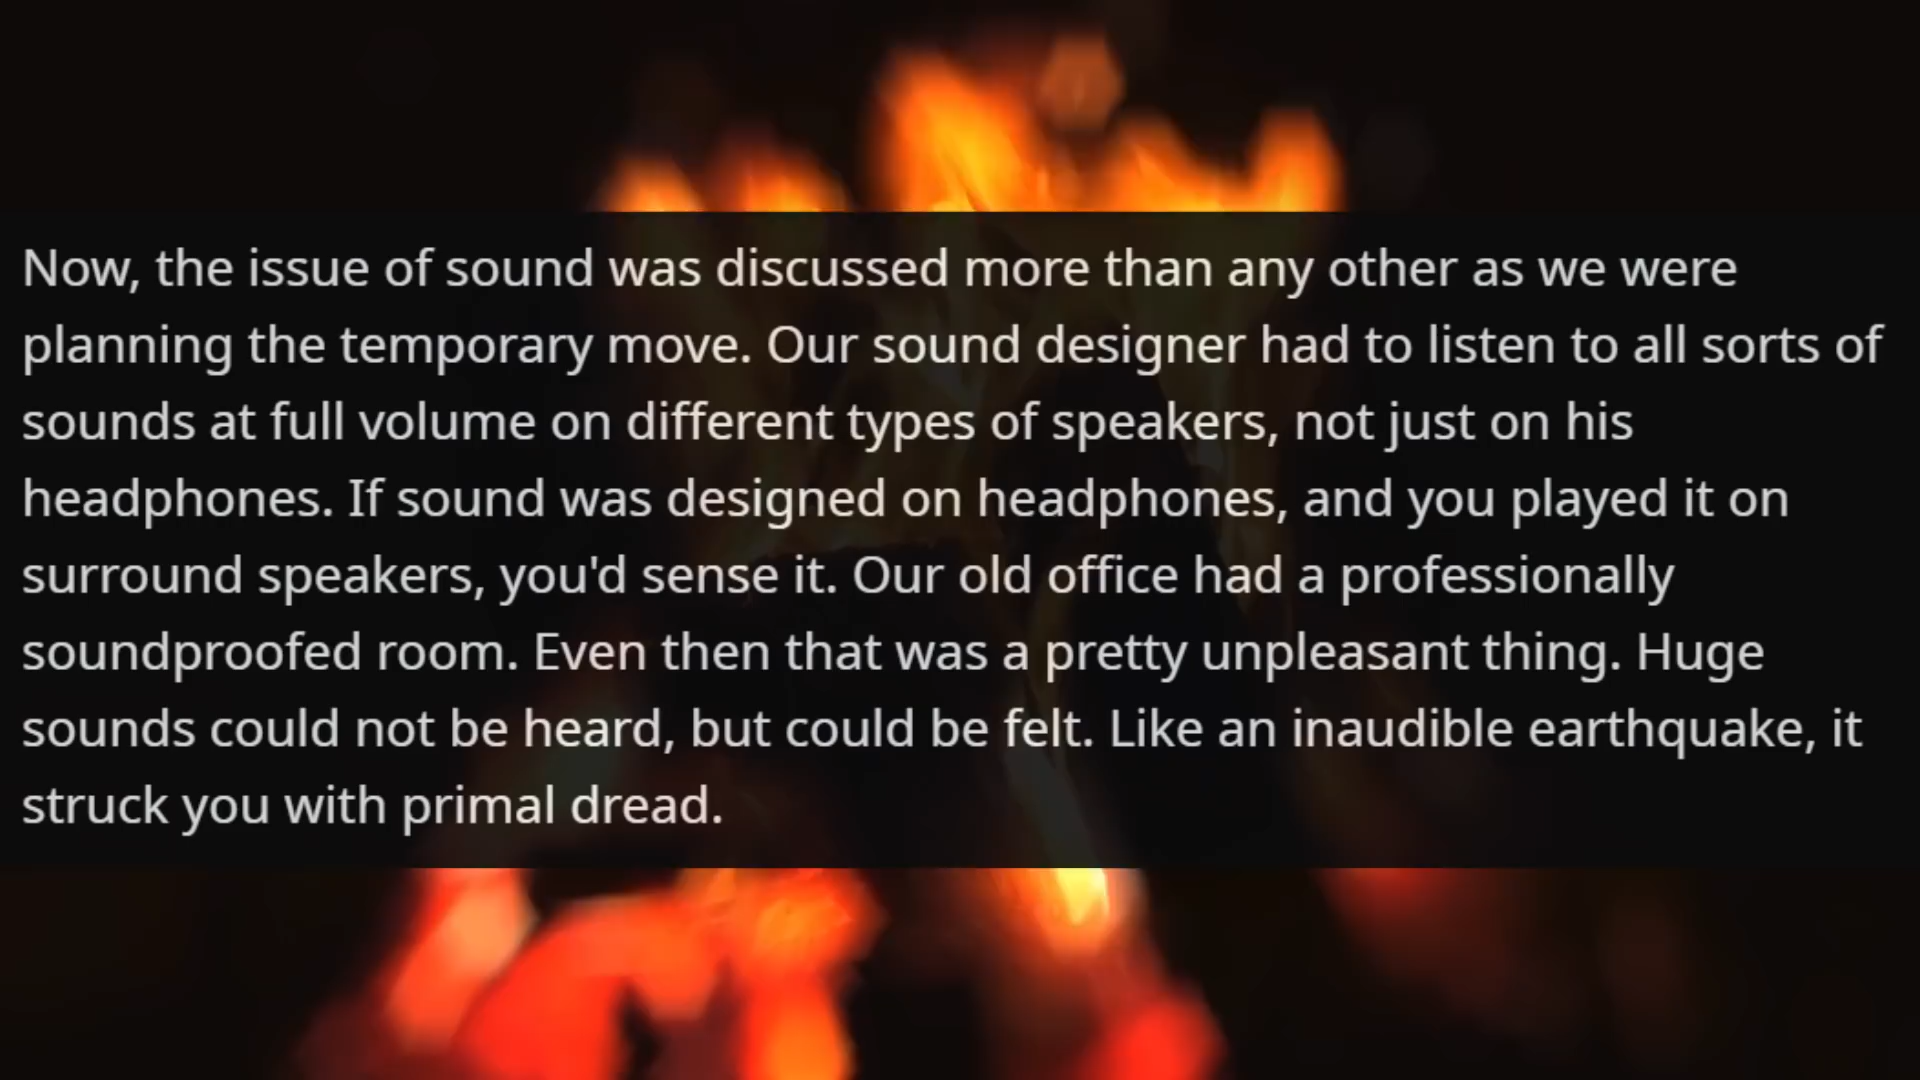 Now, the issue of sound was discussed more than any other as we were
planning the temporary move. Our sound designer had to listen to all sorts of
sounds at full volume on different types of speakers, not just on his
headphones. If sound was designed on headphones, and you played it on
surround speakers, you'd sense it. Our old office had a professionally
soundproofed room. Even then that was a pretty unpleasant thing. Huge
sounds could not be heard, but could be felt. Like an inaudible earthquake, it
struck you with primal dread.